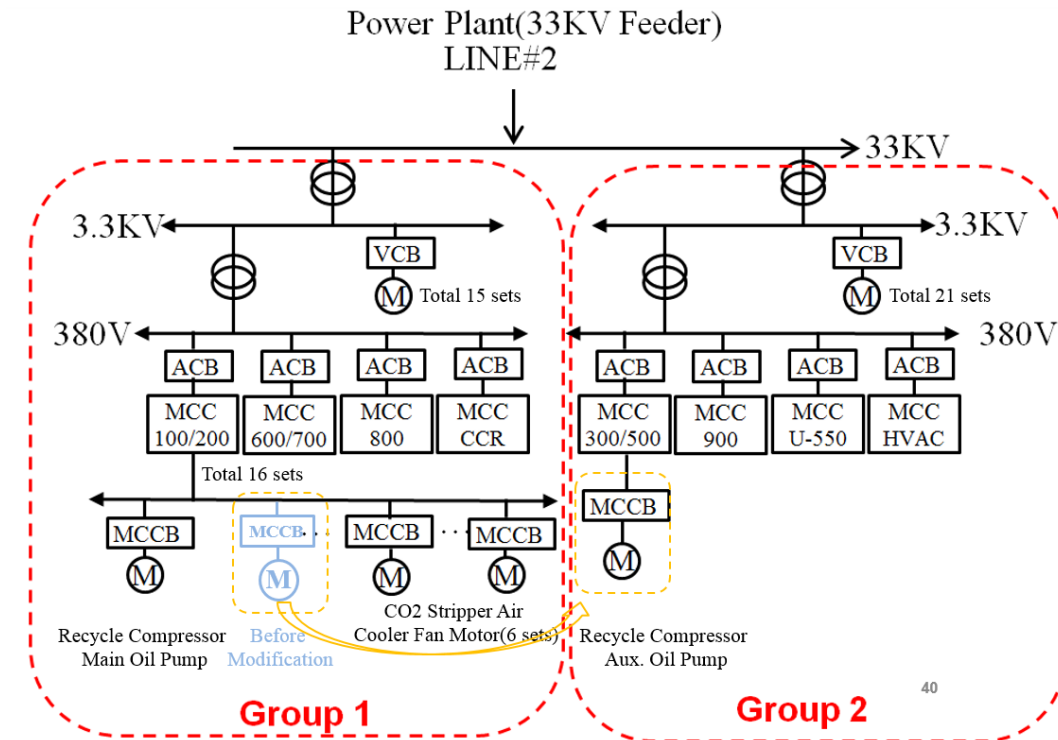 Power Plant(33KV Feeder)
LINE#2
33KV
3.3KV
3.3KV
VCB
VCB
M
Total 15 sets
M
Total 21 sets
380V
380V
ACB
ACB
ACB
ACB
ACB
ACB
ACB
ACB
MCC
100/200
MCC
600/700
MCC
800
MCC
CCR
MCC
300/500
MCC
900
MCC
U-550
MCC
HVAC
Total 16 sets
MCCB
MCCB
...
MCCB
...
MCCB
MCCB
M
M
M
M
M
CO2 Stripper Air
Cooler Fan Motor(6 sets)
Recycle Compressor
Main Oil Pump
Before
Modification
Recycle Compressor
Aux. Oil Pump
40
Group 1
Group 2